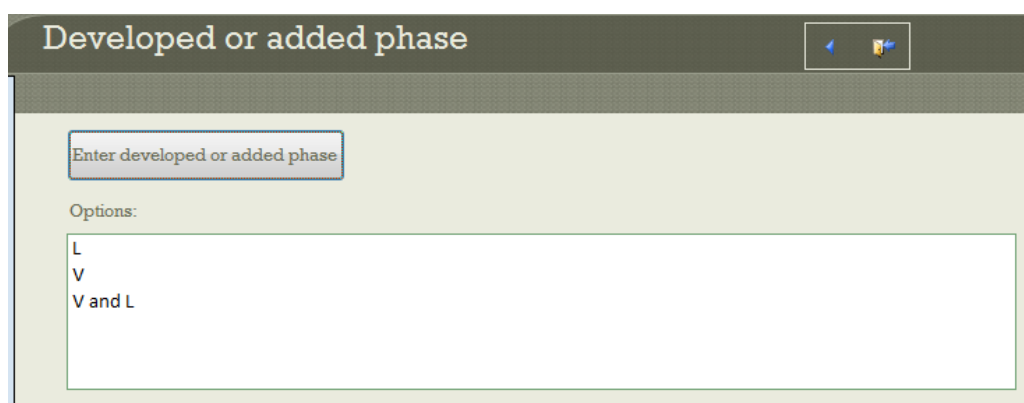 Developed or added phase
Enter developed or added phase
Options:
L
V
V and L